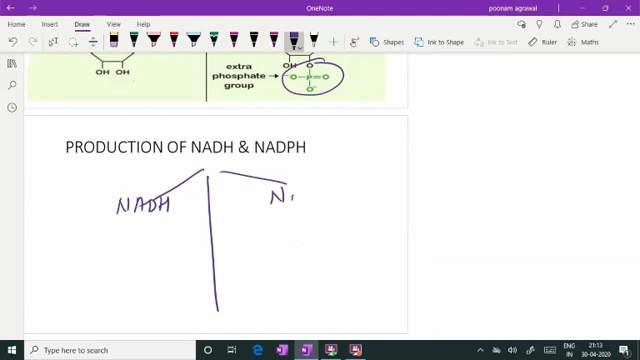 OneNote
poonam agrawal
Home Insert Draw View Help
Share
Shapes Ink to Shape Ink to Text Ruler Maths
OH OH
OH O
extra
phosphate
group
⁻O–P=O
O⁻
PRODUCTION OF NADH & NADPH
NADH
N
Type here to search
ENG
IN
21:13
30-04-2020